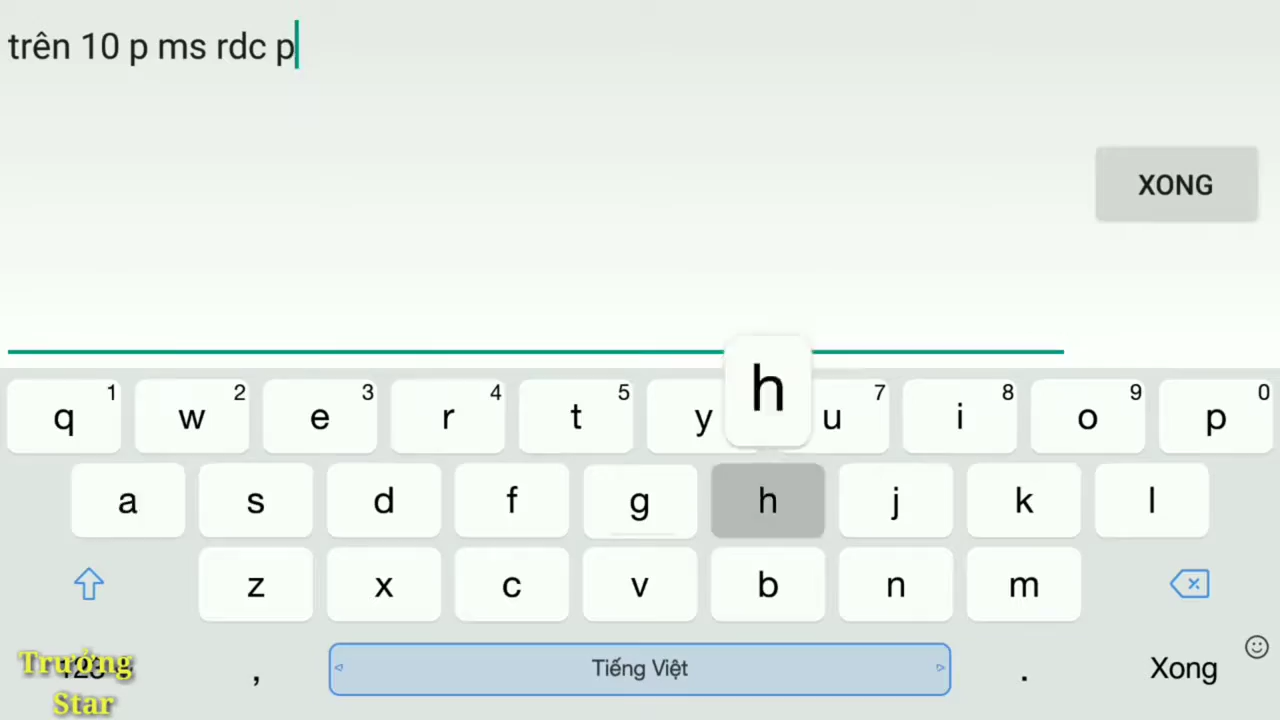 trên 10 p ms rdc p
XONG
h
q 1 w 2 e 3 r 4 t 5 y u 7 i 8 o 9 p 0
a s d f g h j k l
z x c v b n m
123 , Tiếng Việt . Xong
Trường
Star